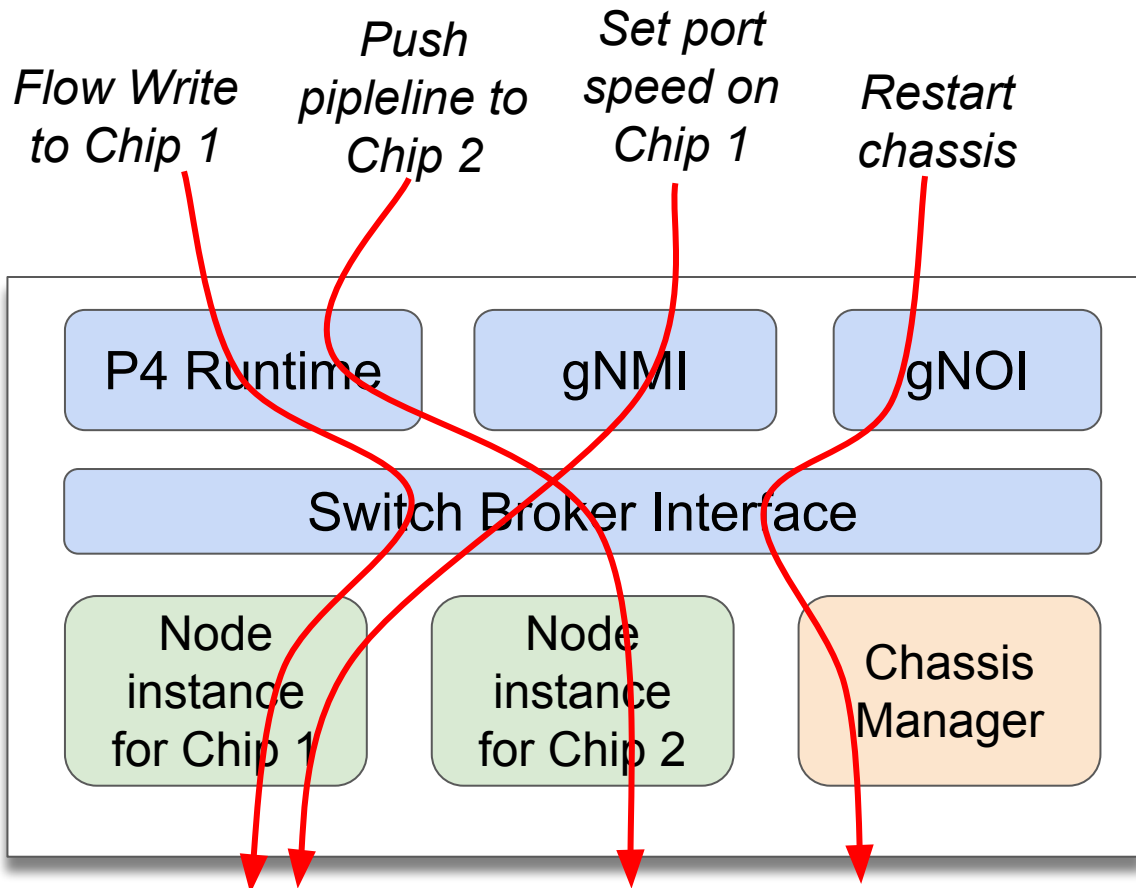 Flow Write
to Chip 1
Push
pipleline to
Chip 2
Set port
speed on
Chip 1
Restart
chassis
P4 Runtime
gNMI
gNOI
Switch Broker Interface
Node
instance
for Chip 1
Node
instance
for Chip 2
Chassis
Manager